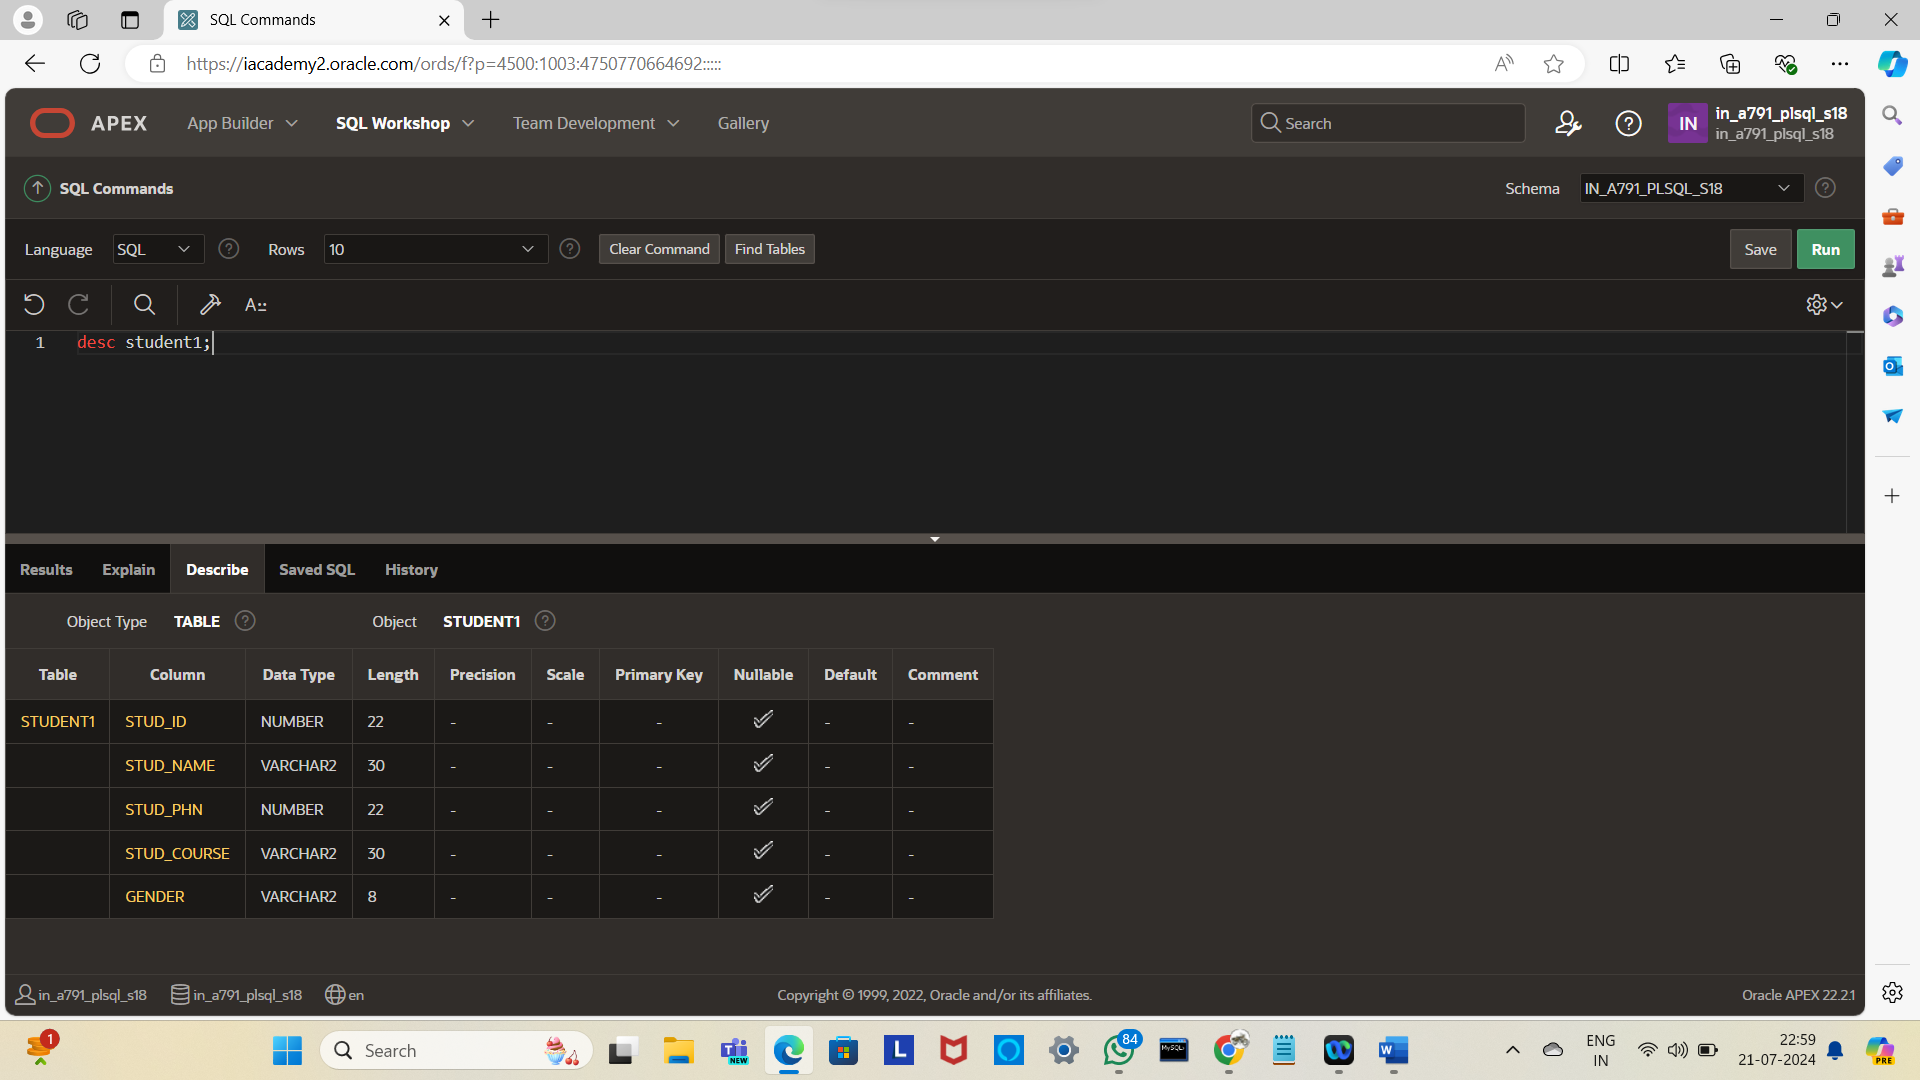 SQL Commands
https://iacademy2.oracle.com/ords/f?p=4500:1003:4750770664692:::::
APEX App Builder SQL Workshop Team Development Gallery Search IN in_a791_plsql_s18
in_a791_plsql_s18
SQL Commands Schema IN_A791_PLSQL_S18
Language SQL Rows 10 Clear Command Find Tables Save Run
A::
1 desc student1;
Results Explain Describe Saved SQL History
Object Type TABLE Object STUDENT1
Table Column Data Type Length Precision Scale Primary Key Nullable Default Comment
STUDENT1 STUD_ID NUMBER 22 - - - - -
STUD_NAME VARCHAR2 30 - - - - -
STUD_PHN NUMBER 22 - - - - -
STUD_COURSE VARCHAR2 30 - - - - -
GENDER VARCHAR2 8 - - - - -
in_a791_plsql_s18 in_a791_plsql_s18 en Copyright © 1999, 2022, Oracle and/or its affiliates. Oracle APEX 22.2.1
1 Search NEW L 84 MySQL W ENG 22:59 PRE
IN 21-07-2024